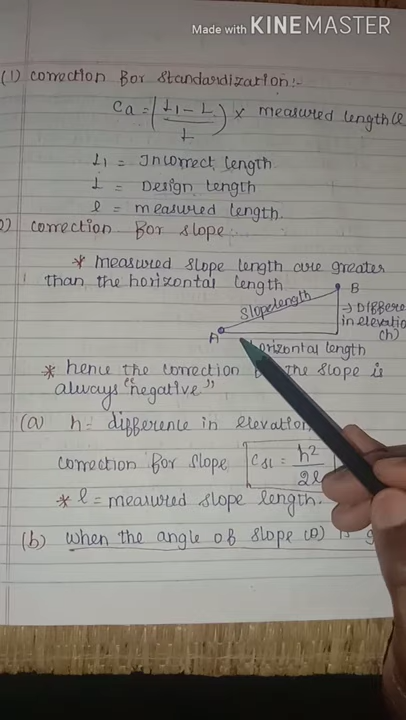 Made with KINEMASTER
(1) correction for standardization:-
Ca = (L1 - L / L) × measured length (l
L1 = Incorrect length
L = Design length
l = measured length.
) correction for slope:
* measured slope length are greater
than the horizontal length
B
slope length
→ Differe
in elevatio
(h)
A
horizontal length
* hence the correction the slope is
always "negative"
(a) h = difference in elevation
correction for slope Csl = h²/2l
* l = measured slope length.
(b) when the angle of slope (θ) is g